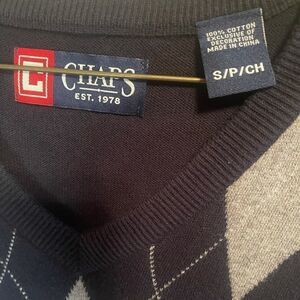 C
CHAPS
EST. 1978
100% COTTON
EXCLUSIVE OF
DECORATION
MADE IN CHINA
S/P/CH